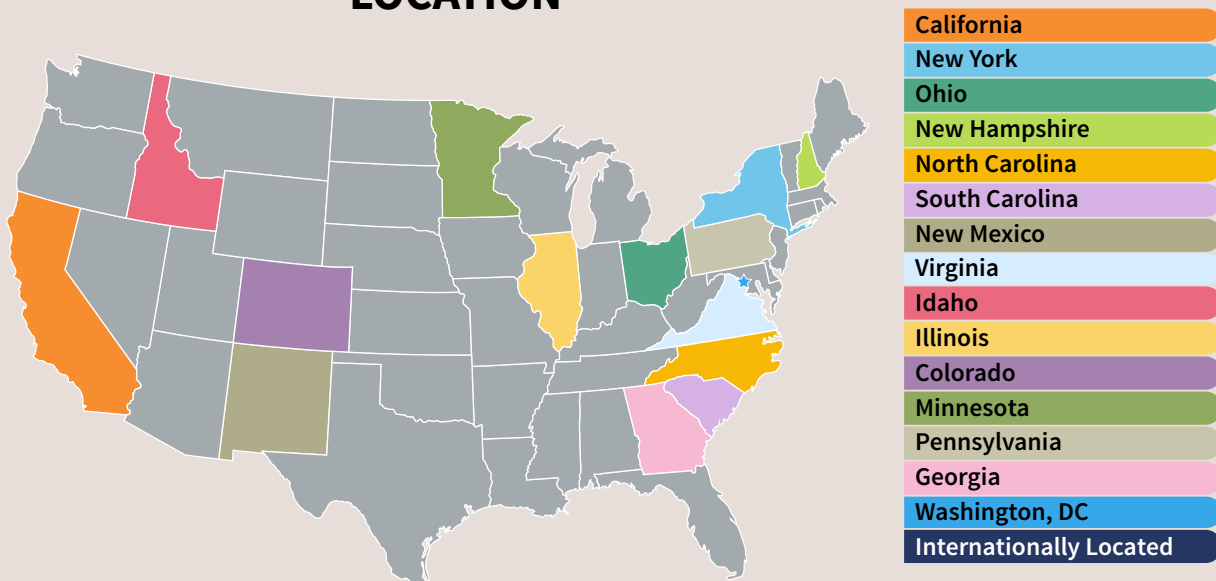 LOCATION
California
New York
Ohio
New Hampshire
North Carolina
South Carolina
New Mexico
Virginia
Idaho
Illinois
Colorado
Minnesota
Pennsylvania
Georgia
Washington, DC
Internationally Located